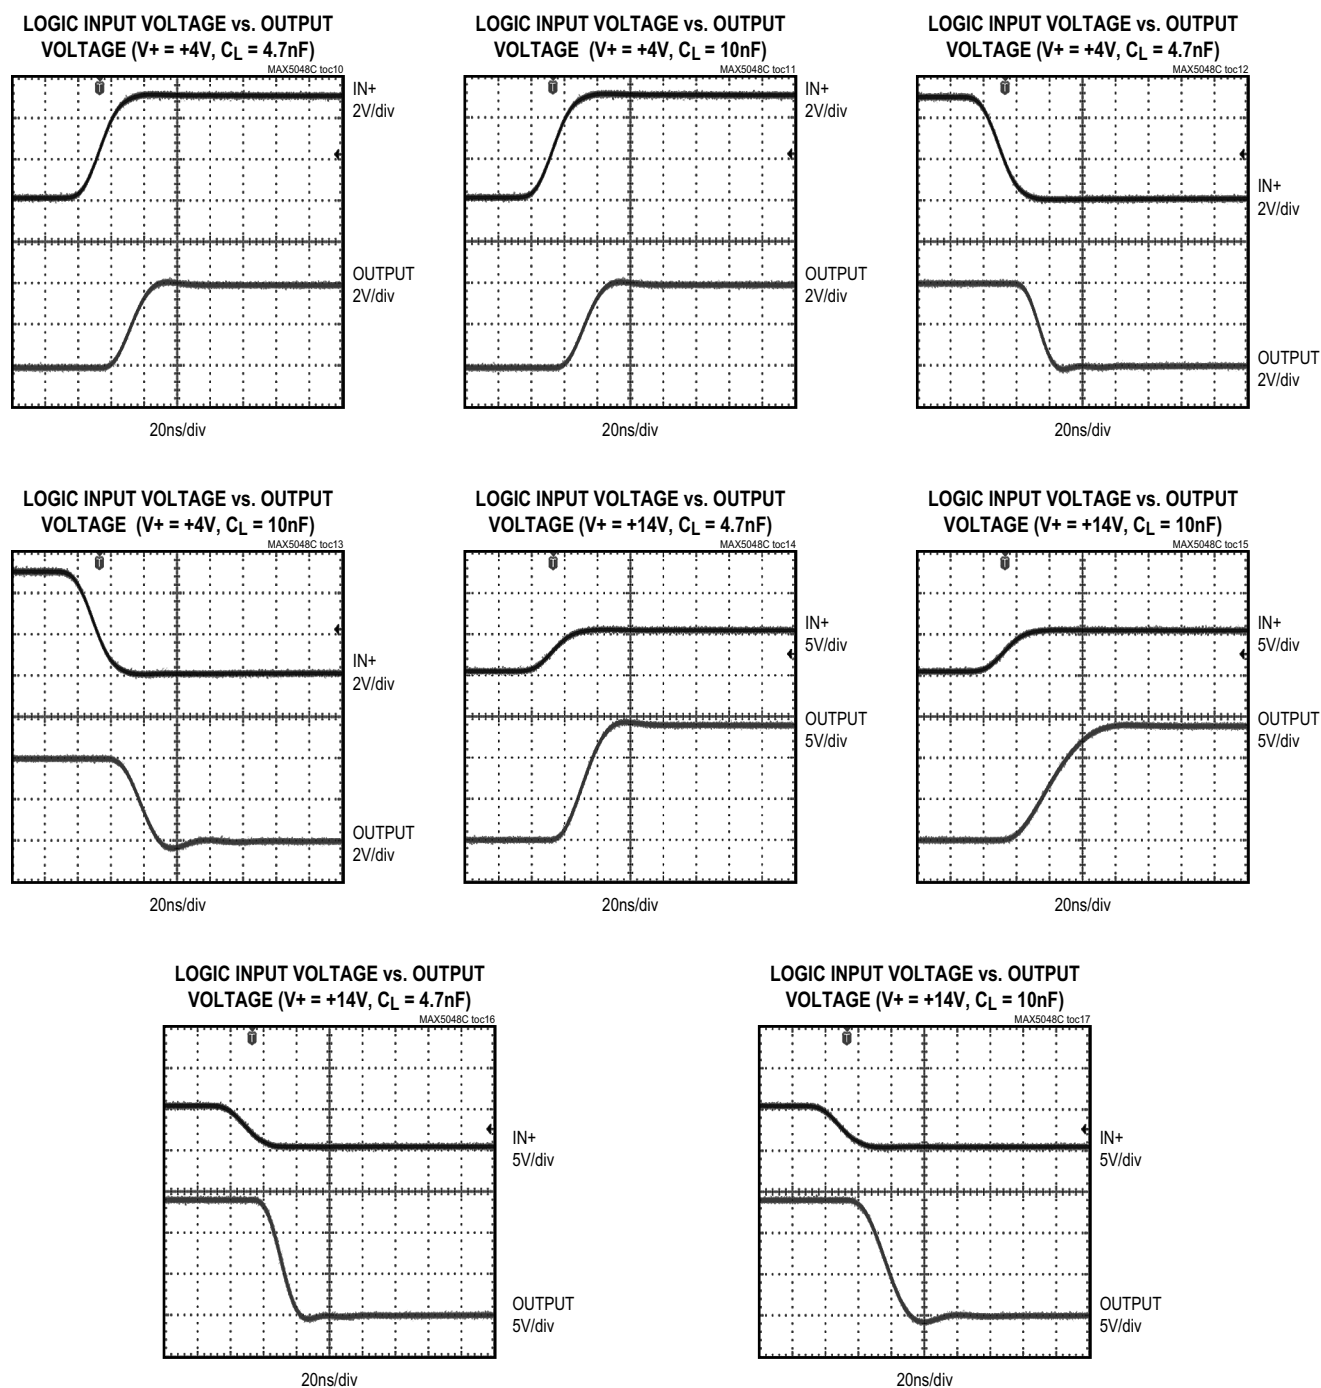 LOGIC INPUT VOLTAGE vs. OUTPUT
VOLTAGE (V+ = +4V, CL = 4.7nF)
MAX5048C toc10
T
IN+
2V/div
OUTPUT
2V/div
20ns/div
LOGIC INPUT VOLTAGE vs. OUTPUT
VOLTAGE (V+ = +4V, CL = 10nF)
MAX5048C toc11
T
IN+
2V/div
OUTPUT
2V/div
20ns/div
LOGIC INPUT VOLTAGE vs. OUTPUT
VOLTAGE (V+ = +4V, CL = 4.7nF)
MAX5048C toc12
T
IN+
2V/div
OUTPUT
2V/div
20ns/div
LOGIC INPUT VOLTAGE vs. OUTPUT
VOLTAGE (V+ = +4V, CL = 10nF)
MAX5048C toc13
T
IN+
2V/div
OUTPUT
2V/div
20ns/div
LOGIC INPUT VOLTAGE vs. OUTPUT
VOLTAGE (V+ = +14V, CL = 4.7nF)
MAX5048C toc14
T
IN+
5V/div
OUTPUT
5V/div
20ns/div
LOGIC INPUT VOLTAGE vs. OUTPUT
VOLTAGE (V+ = +14V, CL = 10nF)
MAX5048C toc15
T
IN+
5V/div
OUTPUT
5V/div
20ns/div
LOGIC INPUT VOLTAGE vs. OUTPUT
VOLTAGE (V+ = +14V, CL = 4.7nF)
MAX5048C toc16
T
IN+
5V/div
OUTPUT
5V/div
20ns/div
LOGIC INPUT VOLTAGE vs. OUTPUT
VOLTAGE (V+ = +14V, CL = 10nF)
MAX5048C toc17
T
IN+
5V/div
OUTPUT
5V/div
20ns/div